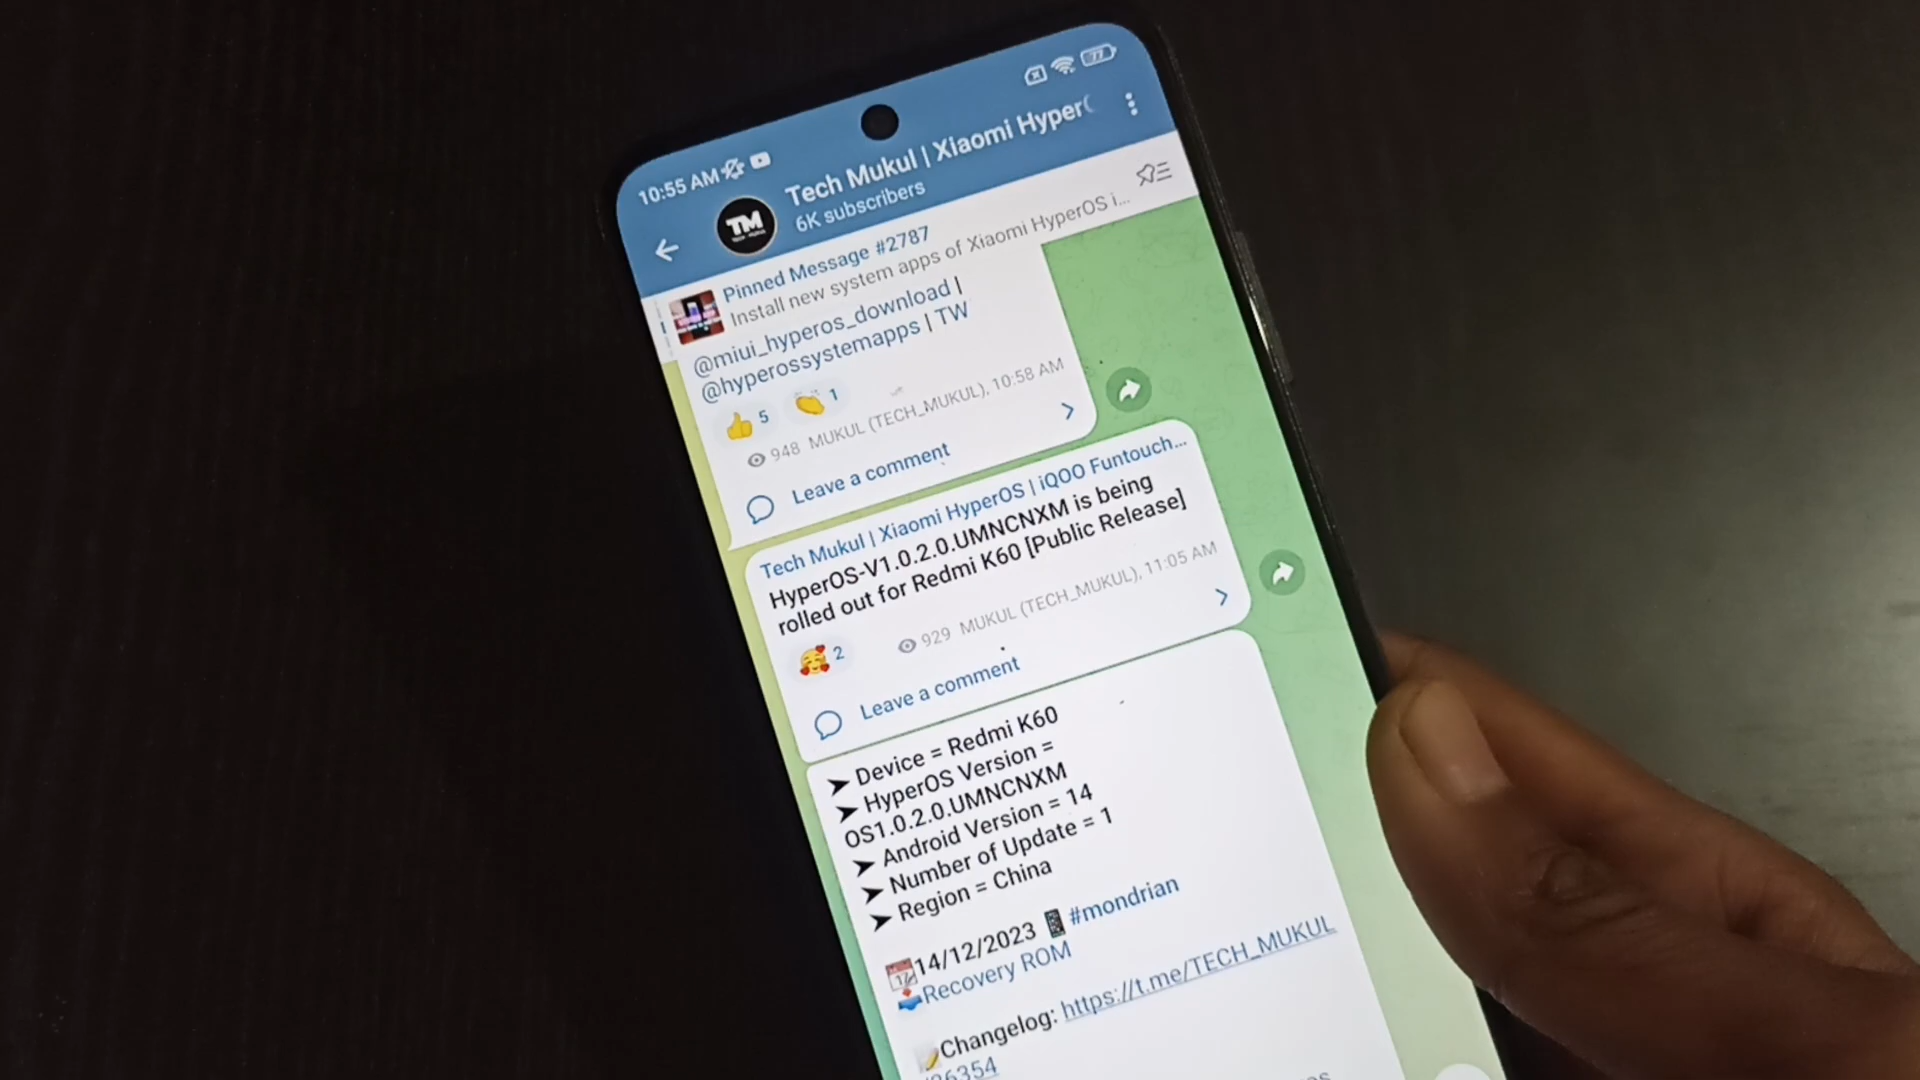 10:55 AM
77
TM
Tech Mukul | Xiaomi Hyper
6K subscribers
Pinned Message #2787
Install new system apps of Xiaomi HyperOS i...
@miui_hyperos_download |
@hyperossystemapps | TW
👍 5 👏 1
948 MUKUL (TECH_MUKUL), 10:58 AM
Leave a comment
Tech Mukul | Xiaomi HyperOS | iQOO Funtouch...
HyperOS-V1.0.2.0.UMNCNXM is being
rolled out for Redmi K60 [Public Release]
🥰 2
929 MUKUL (TECH_MUKUL), 11:05 AM
Leave a comment
➤ Device = Redmi K60
➤ HyperOS Version =
OS1.0.2.0.UMNCNXM
➤ Android Version = 14
➤ Number of Update = 1
➤ Region = China
📅14/12/2023 📱#mondrian
📥Recovery ROM
📝Changelog: https://t.me/TECH_MUKUL
/26354